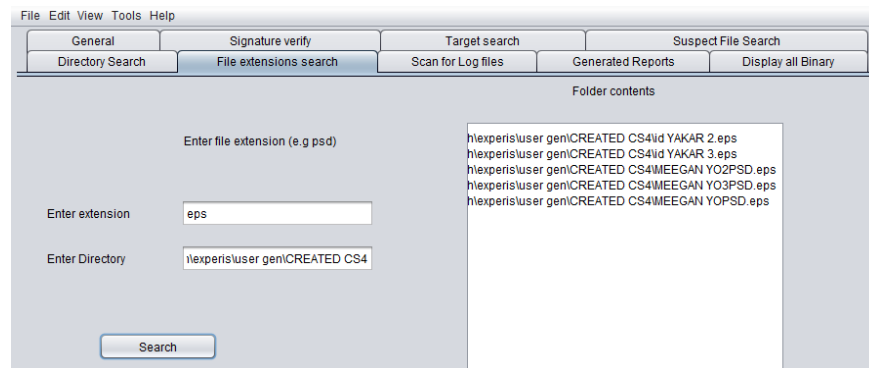 File Edit View Tools Help
General Signature verify Target search Suspect File Search
Directory Search File extensions search Scan for Log files Generated Reports Display all Binary
Folder contents
Enter file extension (e.g psd)
h\experis\user gen\CREATED CS4\id YAKAR 2.eps
h\experis\user gen\CREATED CS4\id YAKAR 3.eps
h\experis\user gen\CREATED CS4\MEEGAN YO2PSD.eps
h\experis\user gen\CREATED CS4\MEEGAN YO3PSD.eps
h\experis\user gen\CREATED CS4\MEEGAN YOPSD.eps
Enter extension eps
Enter Directory \experis\user gen\CREATED CS4
Search